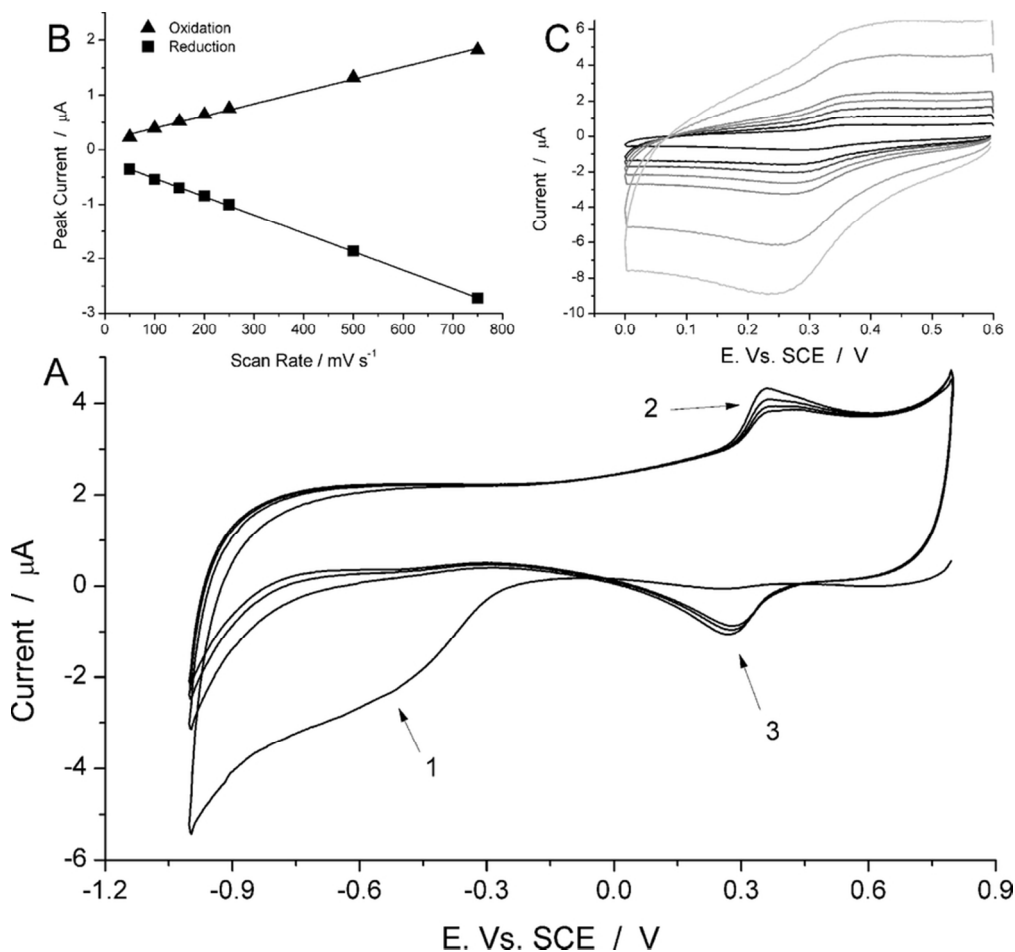 B
Oxidation
Reduction
2
1
0
-1
-2
-3
Peak Current / μA
0 100 200 300 400 500 600 700 800
Scan Rate / mV s⁻¹
C
6
4
2
0
-2
-4
-6
-8
-10
Current / μA
0.0 0.1 0.2 0.3 0.4 0.5 0.6
E. Vs. SCE / V
A
4
2
0
-2
-4
-6
Current / μA
2
1
3
-1.2 -0.9 -0.6 -0.3 0.0 0.3 0.6 0.9
E. Vs. SCE / V